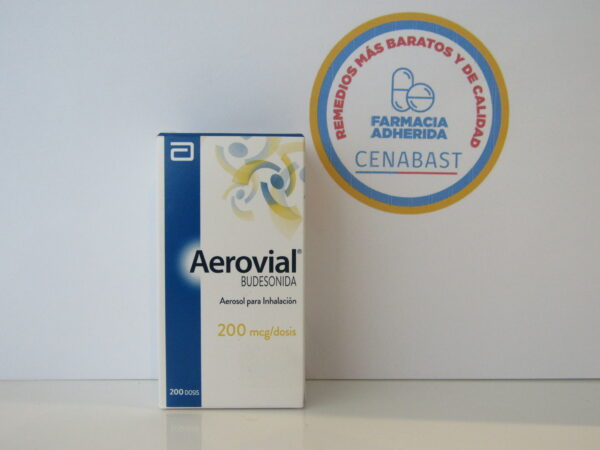 REMEDIOS MÁS BARATOS Y DE CALIDAD
FARMACIA
ADHERIDA
CENABAST
Aerovial®
BUDESONIDA
Aerosol para Inhalación
200 mcg/dosis
200 DOSIS